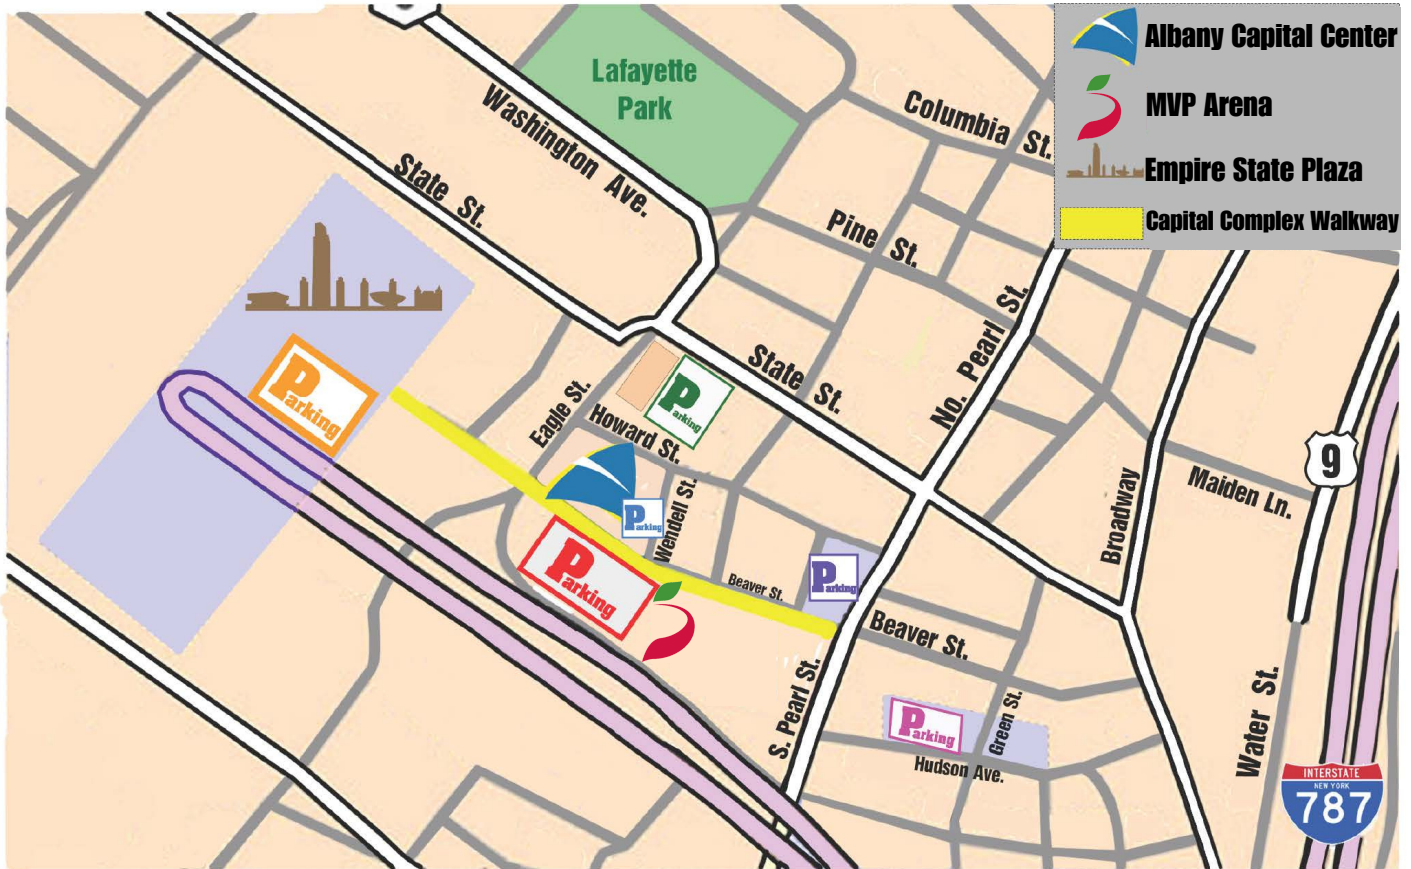 Albany Capital Center
MVP Arena
Empire State Plaza
Capital Complex Walkway
Lafayette
Park
Washington Ave.
State St.
Columbia St.
Pine St.
No. Pearl St.
State St.
Eagle St.
Howard St.
Wendell St.
Beaver St.
Beaver St.
S. Pearl St.
Green St.
Hudson Ave.
Broadway
Maiden Ln.
Water St.
9
INTERSTATE
NEW YORK
787
Parking
Parking
Parking
Parking
Parking
Parking